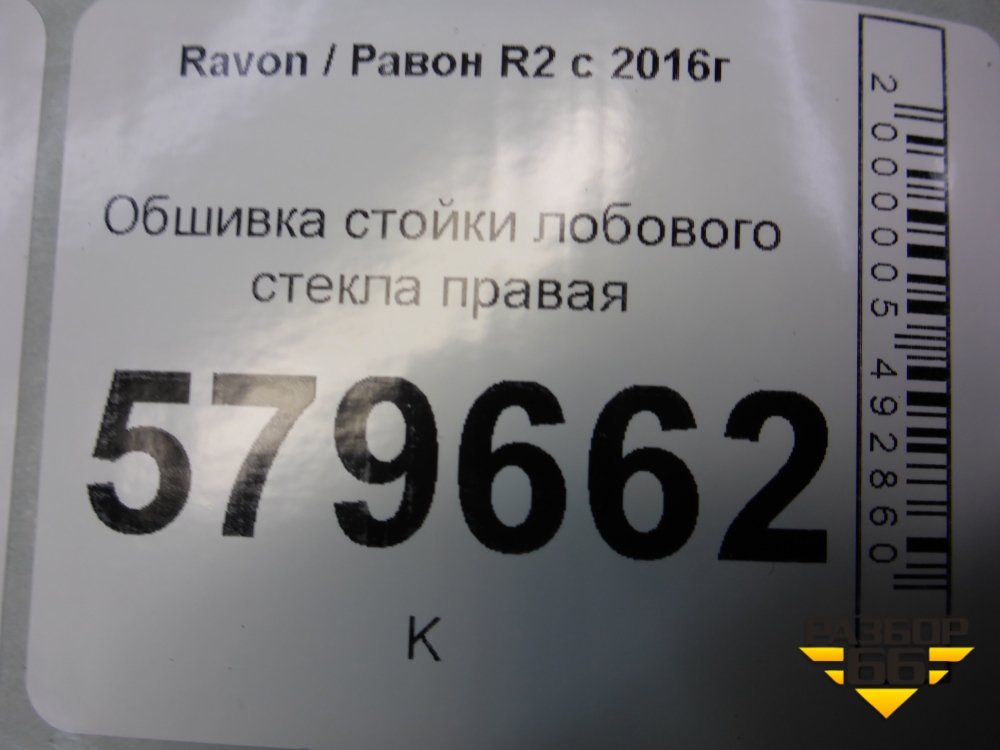 Ravon / Равон R2 с 2016г
Обшивка стойки лобового
стекла правая
579662
К
2000005492860
РАЗБОР
66